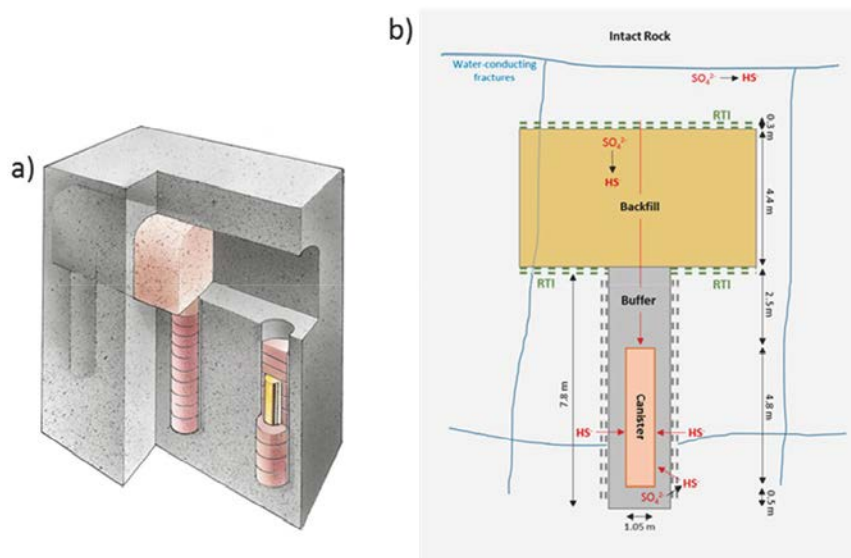 a)
b)
Intact Rock
Water-conducting
fractures
SO₄²⁻ → HS⁻
RTI
0.3 m
SO₄²⁻
HS⁻
4.4 m
Backfill
RTI
RTI
Buffer
2.5 m
7.8 m
Canister
4.8 m
HS⁻
HS⁻
HS⁻
SO₄²⁻
0.5 m
1.05 m